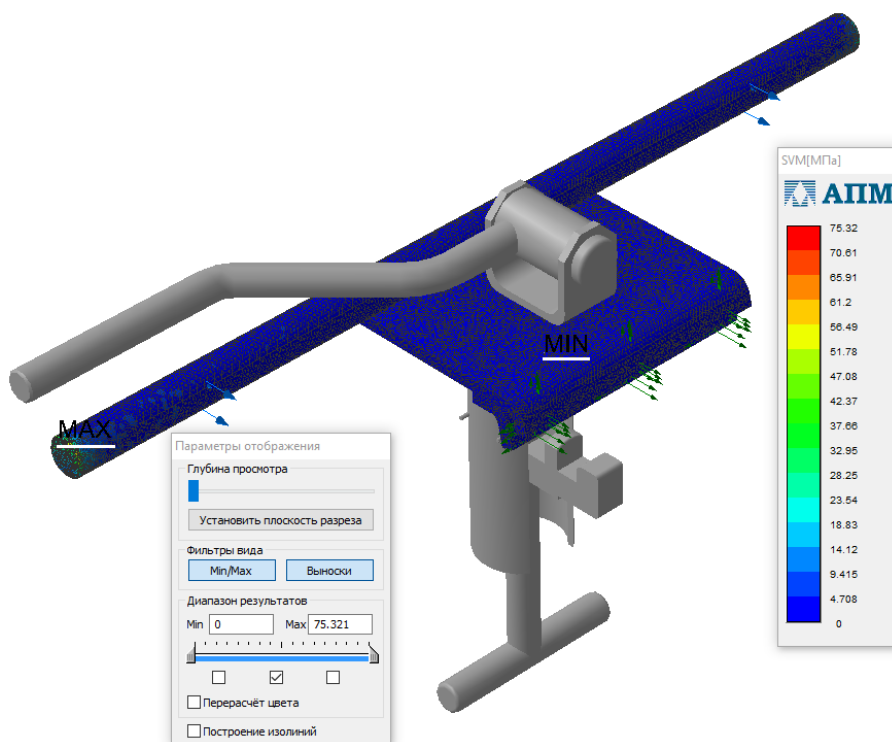 SVM[МПа]
АПМ
75.32
70.61
65.91
61.2
56.49
51.78
47.08
42.37
37.66
32.95
28.25
23.54
18.83
14.12
9.415
4.708
0
MIN
MAX
Параметры отображения
Глубина просмотра
Установить плоскость разреза
Фильтры вида
Min/Max Выноски
Диапазон результатов
Min 0 Max 75.321
Перерасчёт цвета
Построение изолиний